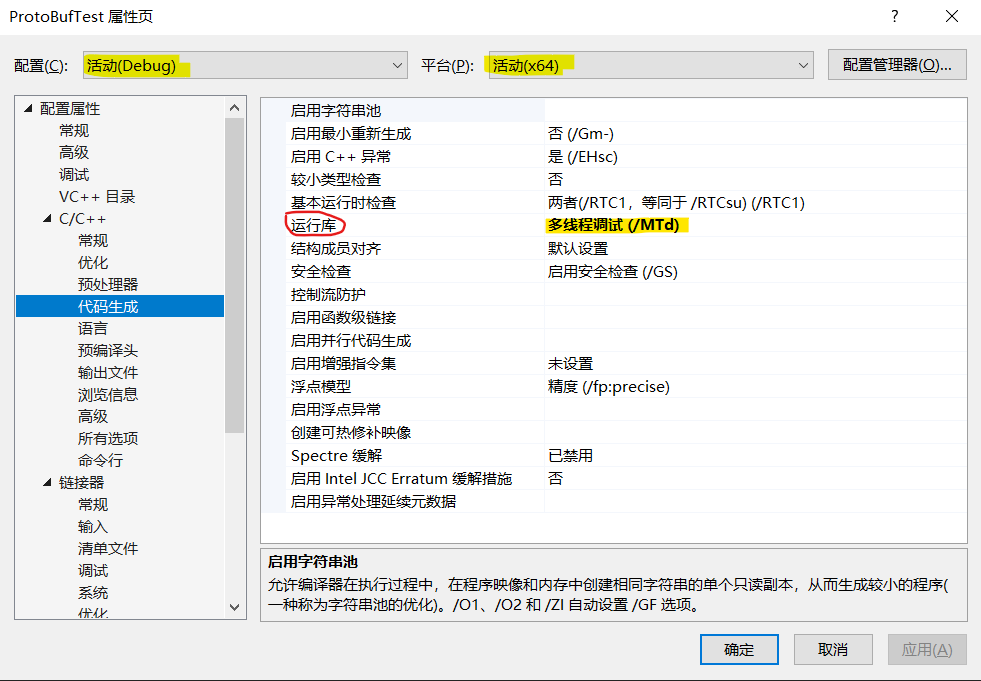 ProtoBufTest 属性页
?
配置(C):
活动(Debug)
平台(P):
活动(x64)
配置管理器(O)...
配置属性
常规
高级
调试
VC++ 目录
C/C++
常规
优化
预处理器
代码生成
语言
预编译头
输出文件
浏览信息
高级
所有选项
命令行
链接器
常规
输入
清单文件
调试
系统
优化
启用字符串池
启用最小重新生成 否 (/Gm-)
启用 C++ 异常 是 (/EHsc)
较小类型检查 否
基本运行时检查 两者(/RTC1，等同于 /RTCsu) (/RTC1)
运行库 多线程调试 (/MTd)
结构成员对齐 默认设置
安全检查 启用安全检查 (/GS)
控制流防护
启用函数级链接
启用并行代码生成
启用增强指令集 未设置
浮点模型 精度 (/fp:precise)
启用浮点异常
创建可热修补映像
Spectre 缓解 已禁用
启用 Intel JCC Erratum 缓解措施 否
启用异常处理延续元数据
启用字符串池
允许编译器在执行过程中，在程序映像和内存中创建相同字符串的单个只读副本，从而生成较小的程序(
一种称为字符串池的优化)。/O1、/O2 和 /ZI 自动设置 /GF 选项。
确定
取消
应用(A)